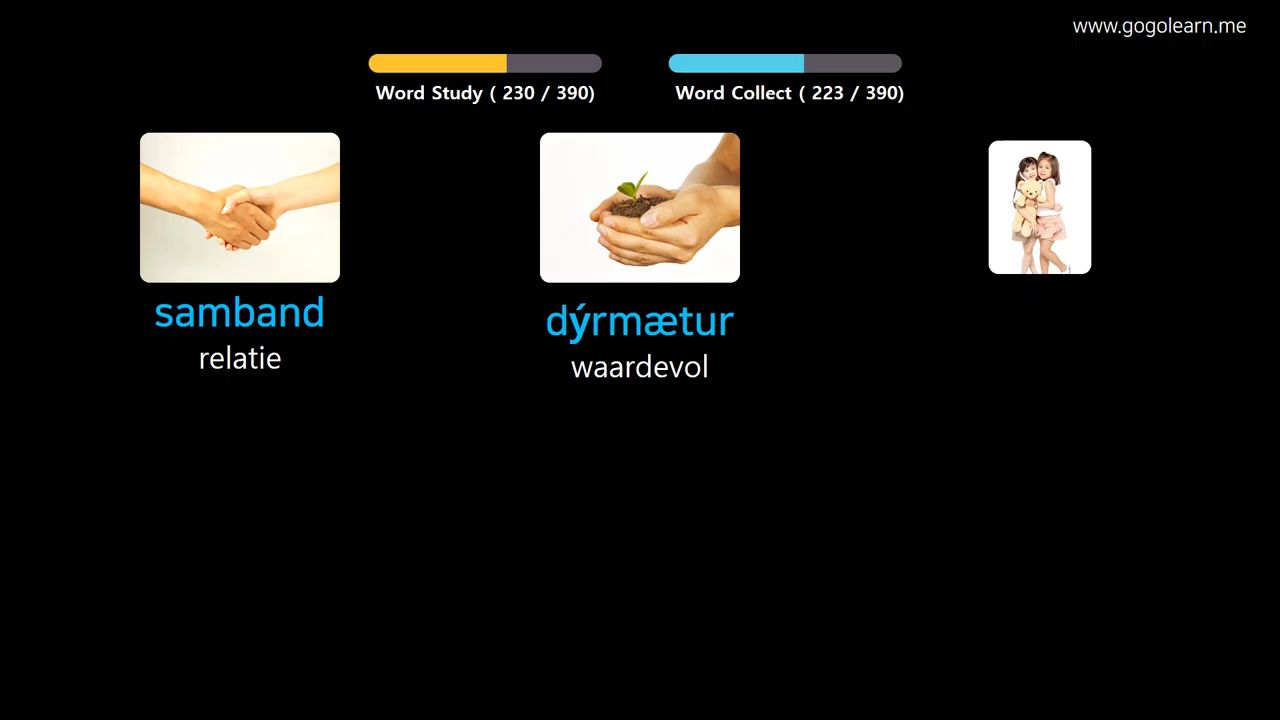 www.gogolearn.me
Word Study ( 230 / 390)
Word Collect ( 223 / 390)
samband
relatie
dýrmætur
waardevol